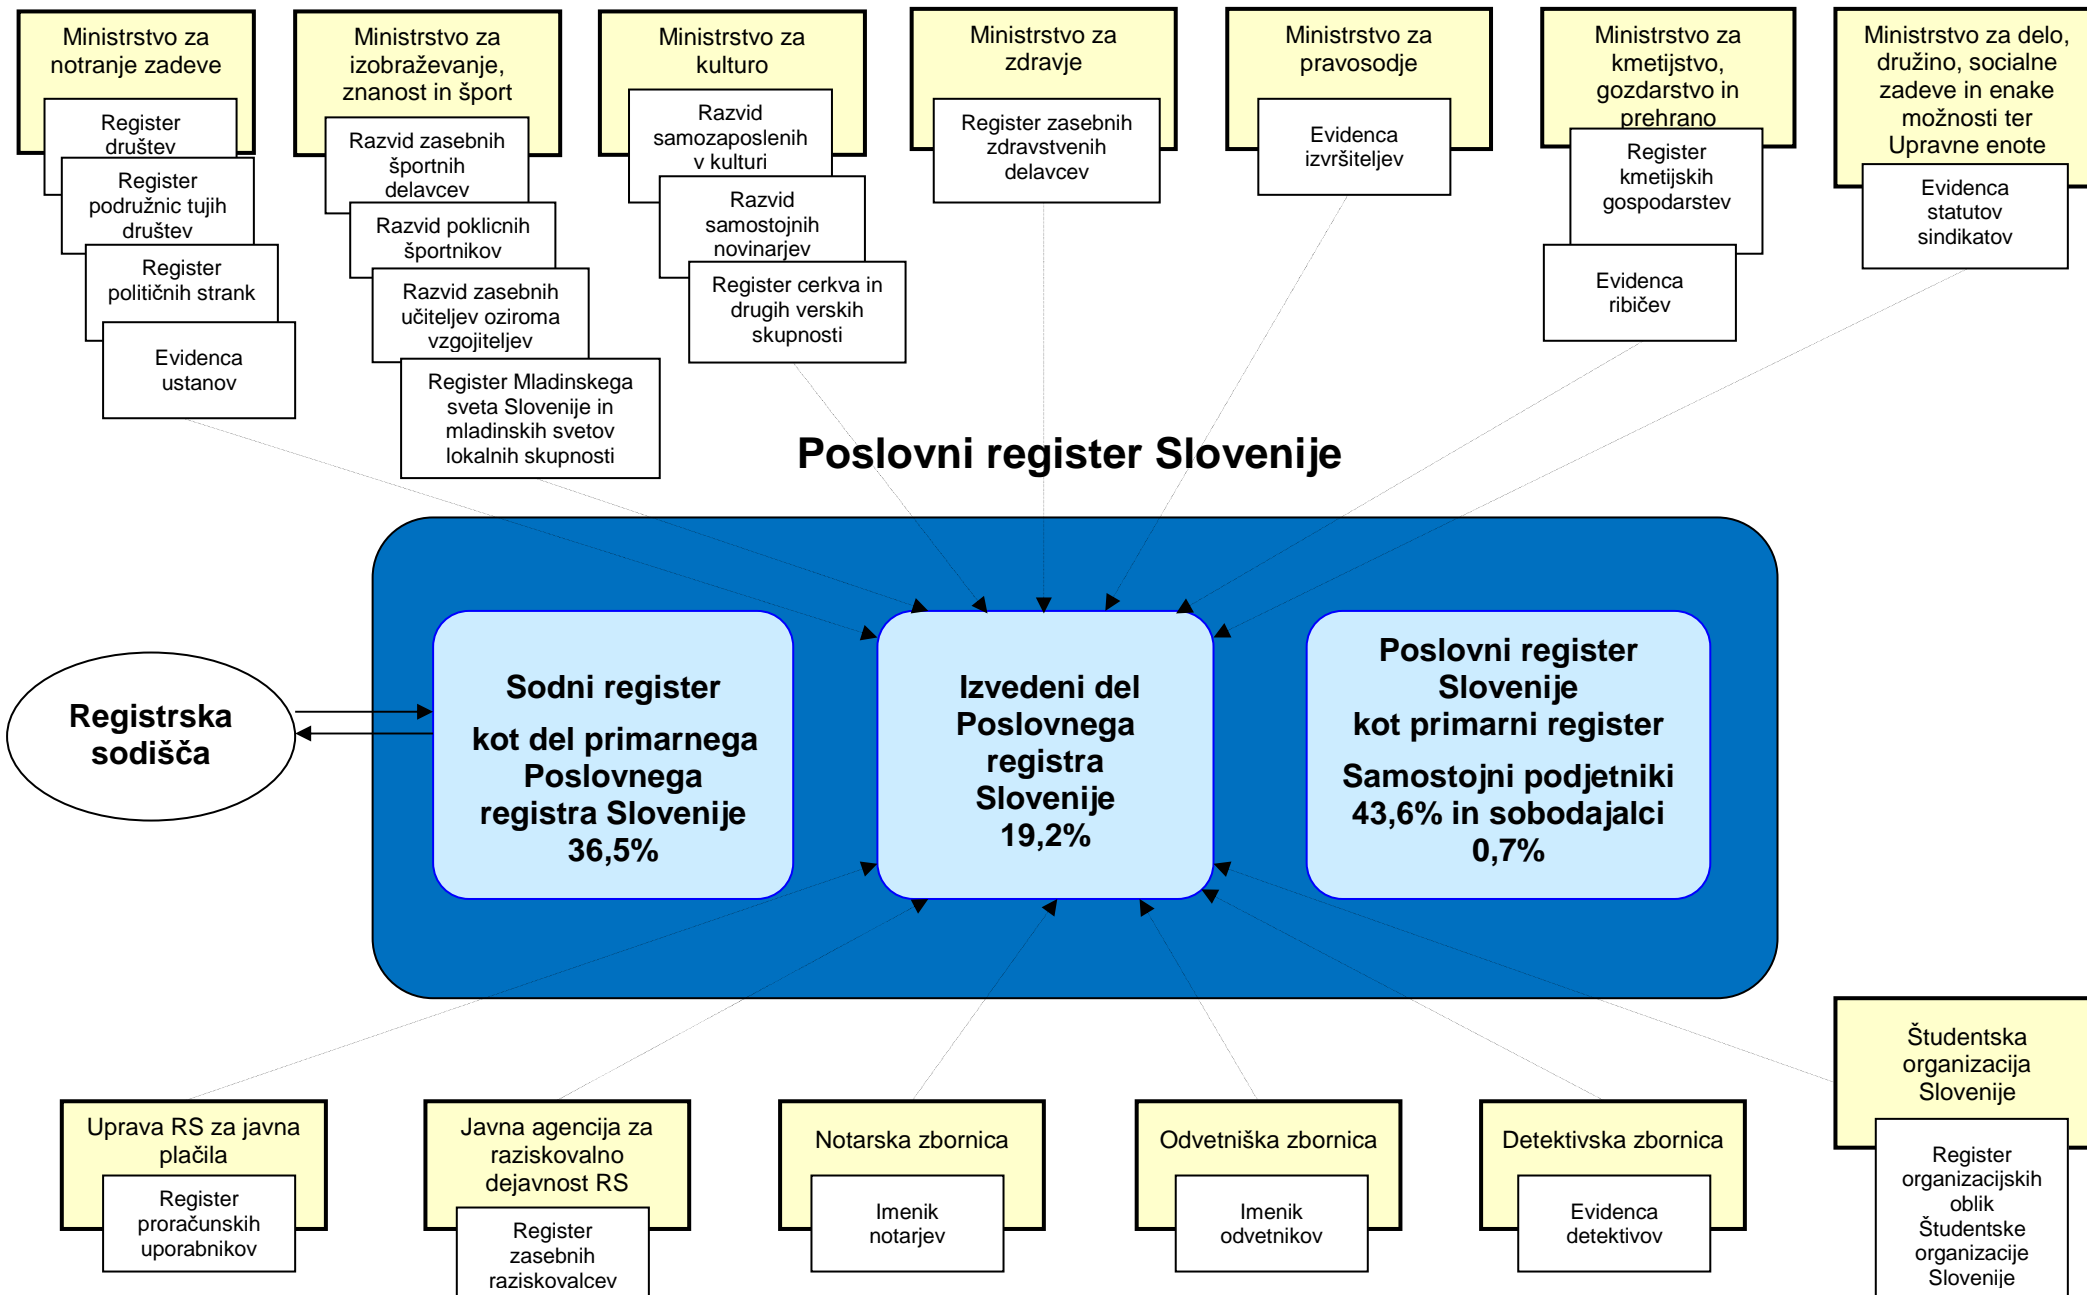 Ministrstvo za
notranje zadeve
Register
društev
Register
podružnic tujih
društev
Register
političnih strank
Evidenca
ustanov
Ministrstvo za
izobraževanje,
znanost in šport
Razvid zasebnih
športnih
delavcev
Razvid poklicnih
športnikov
Razvid zasebnih
učiteljev oziroma
vzgojiteljev
Register Mladinskega
sveta Slovenije in
mladinskih svetov
lokalnih skupnosti
Ministrstvo za
kulturo
Razvid
samozaposlenih
v kulturi
Razvid
samostojnih
novinarjev
Register cerkva in
drugih verskih
skupnosti
Ministrstvo za
zdravje
Register zasebnih
zdravstvenih
delavcev
Ministrstvo za
pravosodje
Evidenca
izvršiteljev
Ministrstvo za
kmetijstvo,
gozdarstvo in
prehrano
Register
kmetijskih
gospodarstev
Evidenca
ribičev
Ministrstvo za delo,
družino, socialne
zadeve in enake
možnosti ter
Upravne enote
Evidenca
statutov
sindikatov
Poslovni register Slovenije
Registrska
sodišča
Sodni register
kot del primarnega
Poslovnega
registra Slovenije
36,5%
Izvedeni del
Poslovnega
registra
Slovenije
19,2%
Poslovni register
Slovenije
kot primarni register
Samostojni podjetniki
43,6% in sobodajalci
0,7%
Uprava RS za javna
plačila
Register
proračunskih
uporabnikov
Javna agencija za
raziskovalno
dejavnost RS
Register
zasebnih
raziskovalcev
Notarska zbornica
Imenik
notarjev
Odvetniška zbornica
Imenik
odvetnikov
Detektivska zbornica
Evidenca
detektivov
Študentska
organizacija
Slovenije
Register
organizacijskih
oblik
Študentske
organizacije
Slovenije